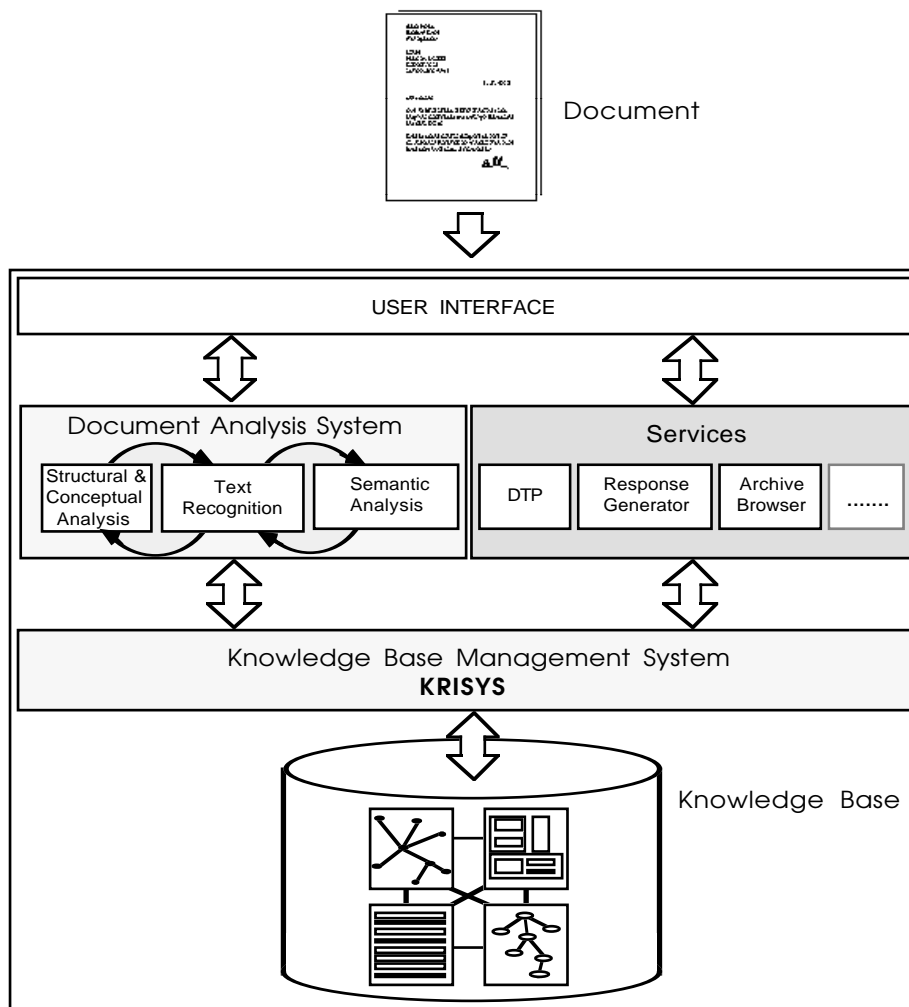 Document
USER INTERFACE
Document Analysis System
Structural &
Conceptual
Analysis
Text
Recognition
Semantic
Analysis
Services
DTP
Response
Generator
Archive
Browser
.......
Knowledge Base Management System
KRISYS
Knowledge Base